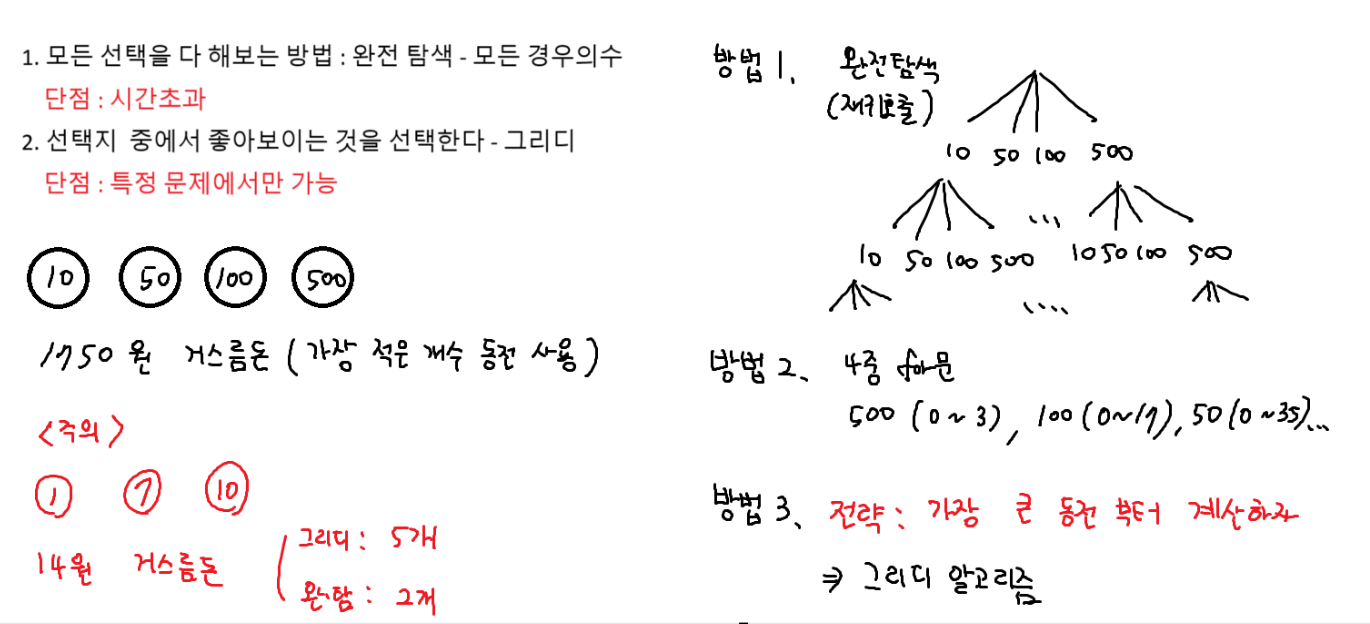 1. 모든 선택을 다 해보는 방법 : 완전 탐색 - 모든 경우의수
단점 : 시간초과
2. 선택지 중에서 좋아보이는 것을 선택한다 - 그리디
단점 : 특정 문제에서만 가능
10 50 100 500
1750 원 거스름돈 ( 가장 적은 개수 동전 사용 )
<주의>
1 7 10
14원 거스름돈
그리디 : 5개
완탐 : 2개
방법 1. 완전탐색
(재귀호출)
10 50 100 500
...
10 50 100 500 10 50 100 500
....
방법 2. 4중 for문
500 (0 ~ 3), 100 (0~17), 50 (0 ~35)...
방법 3. 전략 : 가장 큰 동전 부터 계산하자
⇒ 그리디 알고리즘